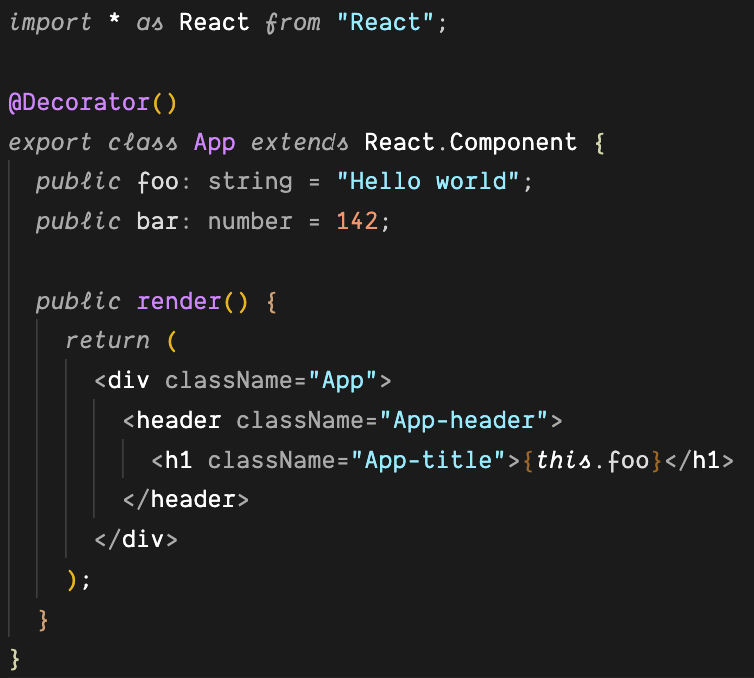 import * as React from "React";

@Decorator()
export class App extends React.Component {
  public foo: string = "Hello world";
  public bar: number = 142;

  public render() {
    return (
      <div className="App">
        <header className="App-header">
          <h1 className="App-title">{this.foo}</h1>
        </header>
      </div>
    );
  }
}